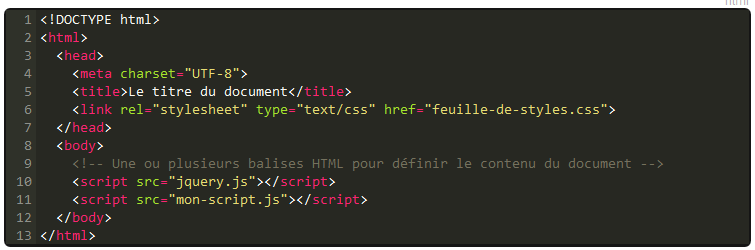 html
1 <!DOCTYPE html>
2 <html>
3   <head>
4     <meta charset="UTF-8">
5     <title>Le titre du document</title>
6     <link rel="stylesheet" type="text/css" href="feuille-de-styles.css">
7   </head>
8   <body>
9     <!-- Une ou plusieurs balises HTML pour définir le contenu du document -->
10     <script src="jquery.js"></script>
11     <script src="mon-script.js"></script>
12   </body>
13 </html>